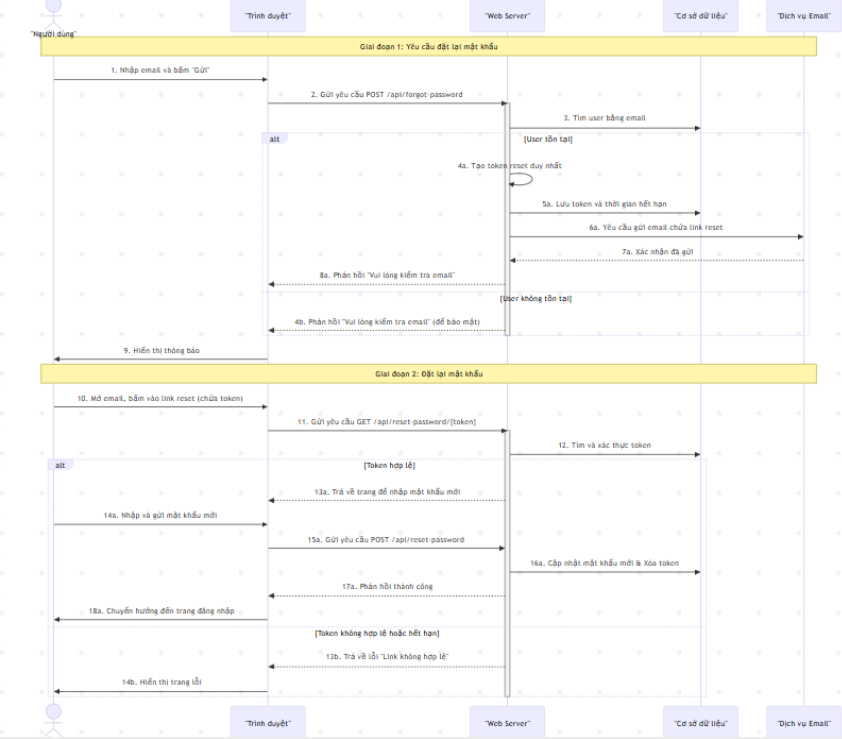 "Trình duyệt"
"Web Server"
"Cơ sở dữ liệu"
"Dịch vụ Email"
"Người dùng"
Giai đoạn 1: Yêu cầu đặt lại mật khẩu
1. Nhập email và bấm "Gửi"
2. Gửi yêu cầu POST /api/forgot-password
3. Tìm user bằng email
alt
[User tồn tại]
4a. Tạo token reset duy nhất
5a. Lưu token và thời gian hết hạn
6a. Yêu cầu gửi email chứa link reset
7a. Xác nhận đã gửi
8a. Phản hồi "Vui lòng kiểm tra email"
[User không tồn tại]
4b. Phản hồi "Vui lòng kiểm tra email" (để bảo mật)
9. Hiển thị thông báo
Giai đoạn 2: Đặt lại mật khẩu
10. Mở email, bấm vào link reset (chứa token)
11. Gửi yêu cầu GET /api/reset-password/[token]
12. Tìm và xác thực token
alt
[Token hợp lệ]
13a. Trả về trang để nhập mật khẩu mới
14a. Nhập và gửi mật khẩu mới
15a. Gửi yêu cầu POST /api/reset-password
16a. Cập nhật mật khẩu mới & Xóa token
17a. Phản hồi thành công
18a. Chuyển hướng đến trang đăng nhập
[Token không hợp lệ hoặc hết hạn]
13b. Trả về lỗi "Link không hợp lệ"
14b. Hiển thị trang lỗi
"Trình duyệt"
"Web Server"
"Cơ sở dữ liệu"
"Dịch vụ Email"